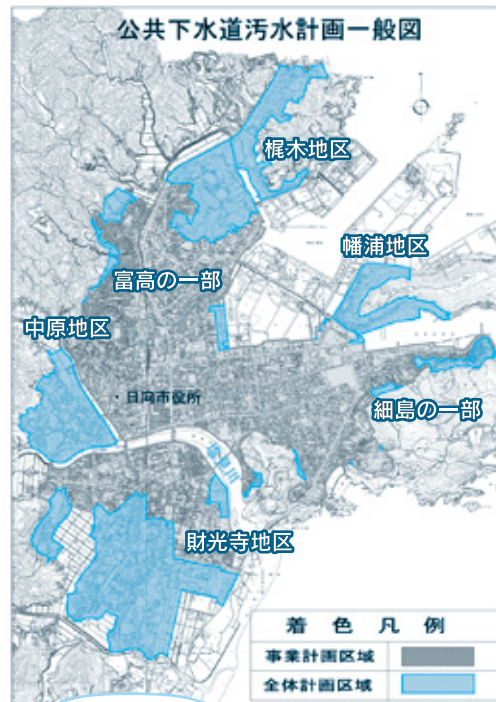 公共下水道汚水計画一般図
梶木地区
幡浦地区
富高の一部
中原地区
・日向市役所
細島の一部
塩見川
財光寺地区
着色凡例
事業計画区域
全体計画区域